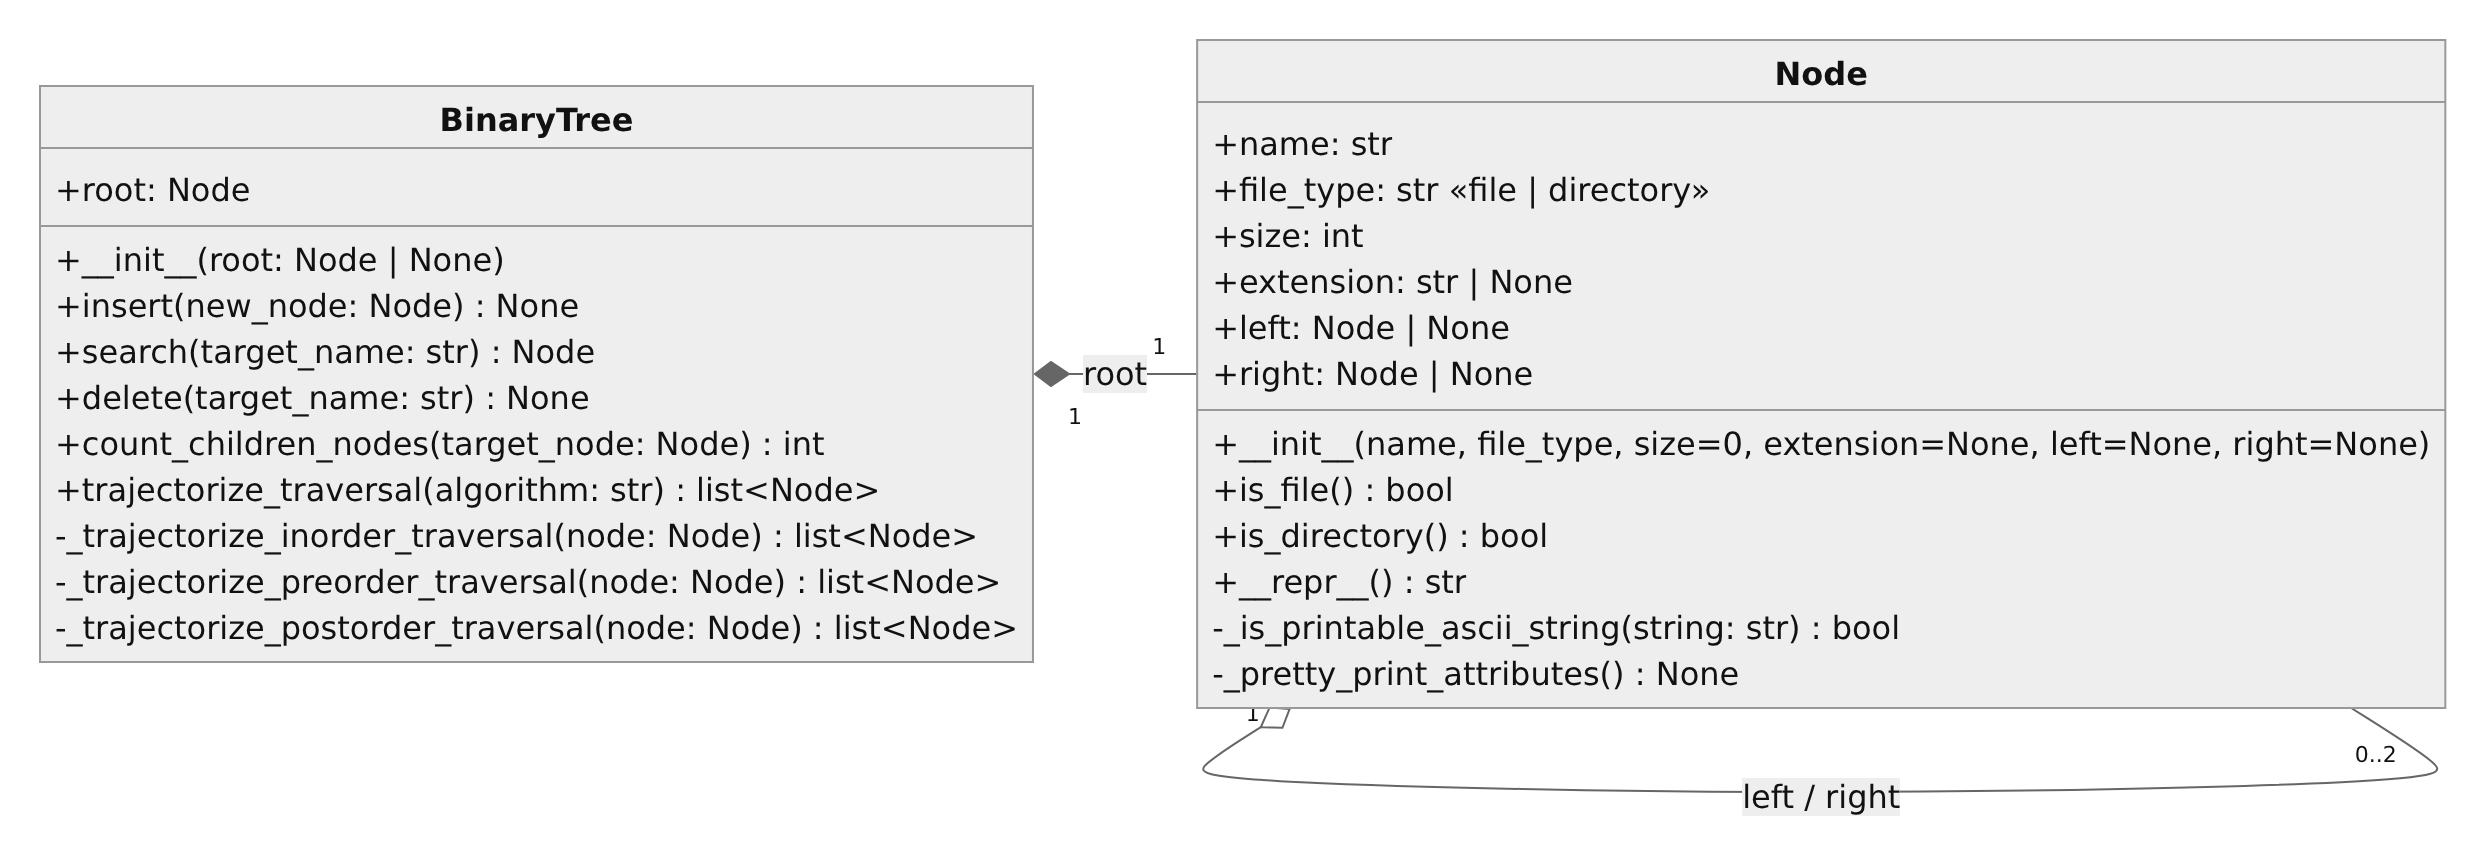 BinaryTree
+root: Node
+__init__(root: Node | None)
+insert(new_node: Node) : None
+search(target_name: str) : Node
+delete(target_name: str) : None
+count_children_nodes(target_node: Node) : int
+trajectorize_traversal(algorithm: str) : list<Node>
-_trajectorize_inorder_traversal(node: Node) : list<Node>
-_trajectorize_preorder_traversal(node: Node) : list<Node>
-_trajectorize_postorder_traversal(node: Node) : list<Node>
1
root
1
Node
+name: str
+file_type: str «file | directory»
+size: int
+extension: str | None
+left: Node | None
+right: Node | None
+__init__(name, file_type, size=0, extension=None, left=None, right=None)
+is_file() : bool
+is_directory() : bool
+__repr__() : str
-_is_printable_ascii_string(string: str) : bool
-_pretty_print_attributes() : None
1
0..2
left / right